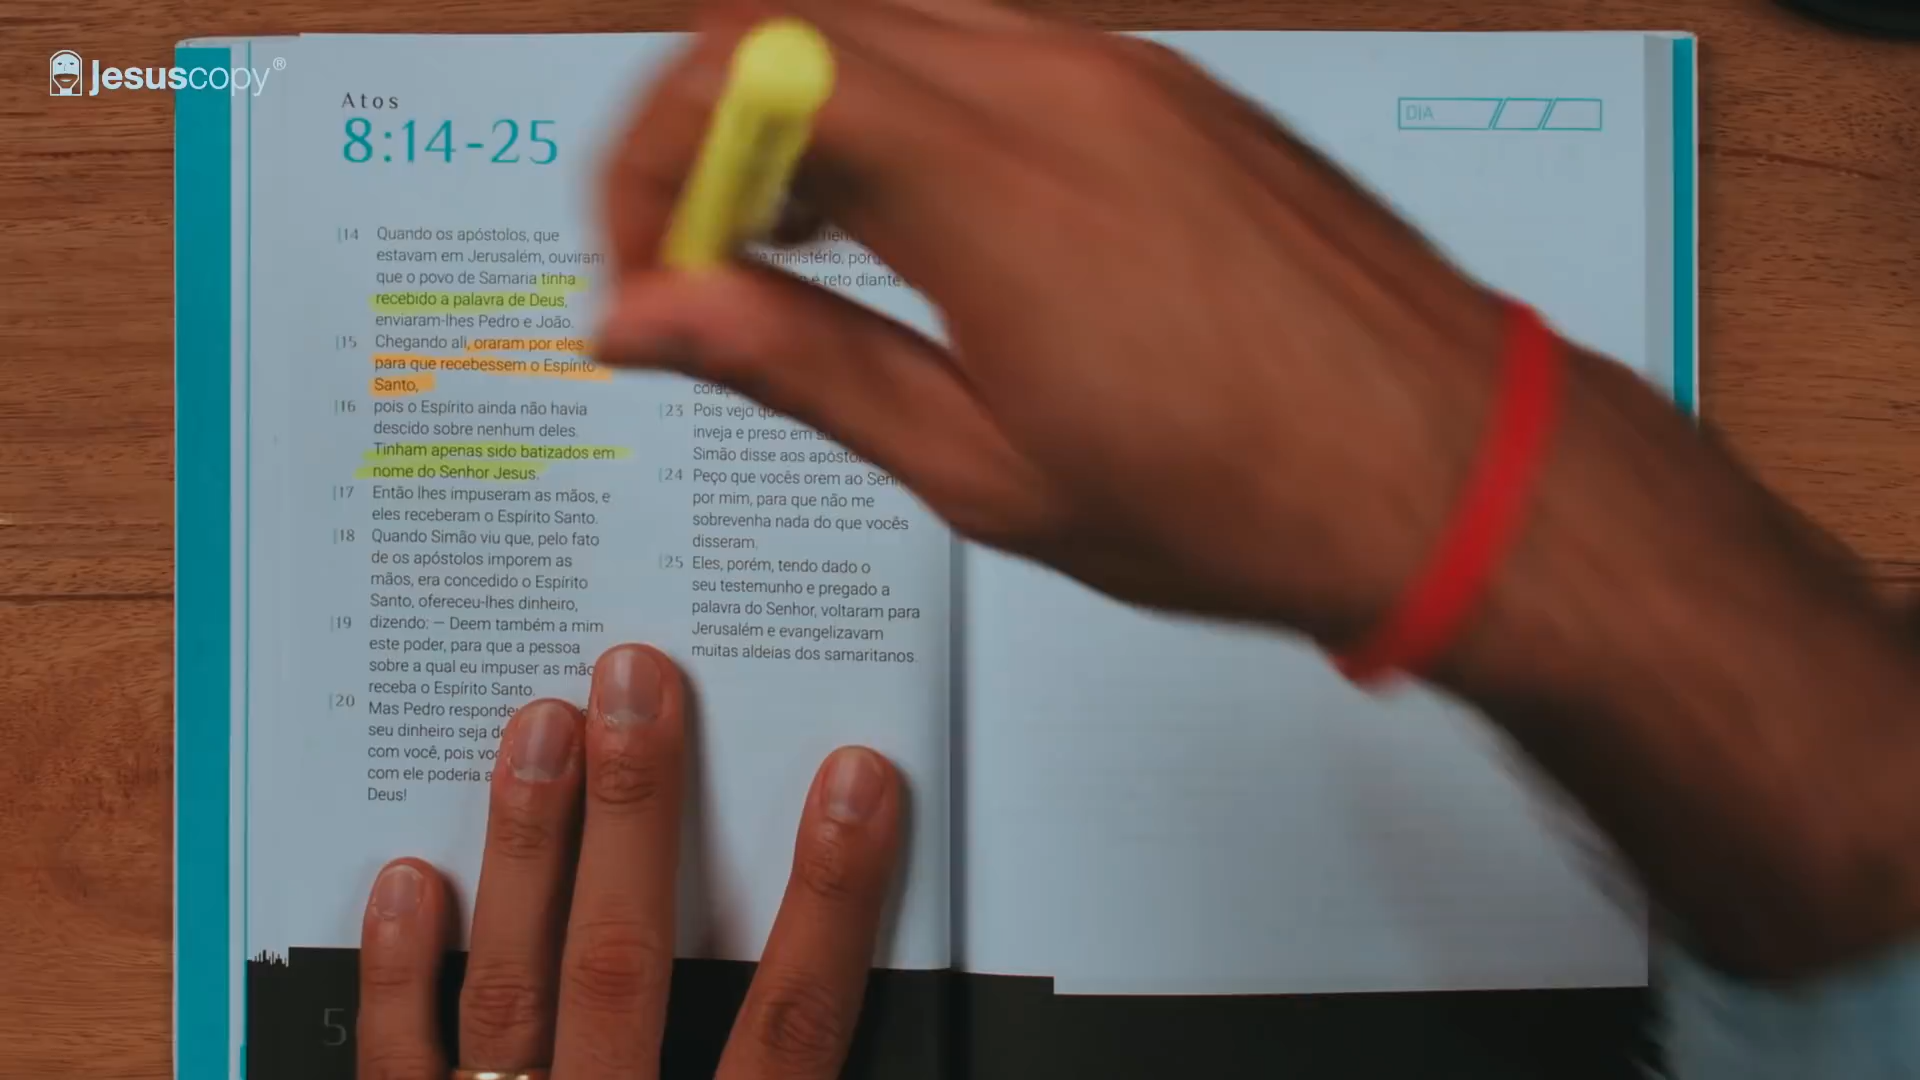 Jesuscopy®
Atos
8:14-25
14 Quando os apóstolos, que
estavam em Jerusalém, ouviram
que o povo de Samaria tinha
recebido a palavra de Deus,
enviaram-lhes Pedro e João.
15 Chegando ali, oraram por eles
para que recebessem o Espírito
Santo,
16 pois o Espírito ainda não havia
descido sobre nenhum deles.
Tinham apenas sido batizados em
nome do Senhor Jesus.
17 Então lhes impuseram as mãos, e
eles receberam o Espírito Santo.
18 Quando Simão viu que, pelo fato
de os apóstolos imporem as
mãos, era concedido o Espírito
Santo, ofereceu-lhes dinheiro,
19 dizendo: — Deem também a mim
este poder, para que a pessoa
sobre a qual eu impuser as
receba o Espírito Santo.
20 Mas Pedro
seu dinheiro seja
com você, pois
com ele poderia
Deus!
ministério,
é reto diante
23 Pois vejo
inveja e preso em
Simão disse aos
24 Peço que vocês orem ao
por mim, para que não me
sobrevenha nada do que vocês
disseram.
25 Eles, porém, tendo dado o
seu testemunho e pregado a
palavra do Senhor, voltaram para
Jerusalém e evangelizavam
muitas aldeias dos samaritanos.
5
DIA